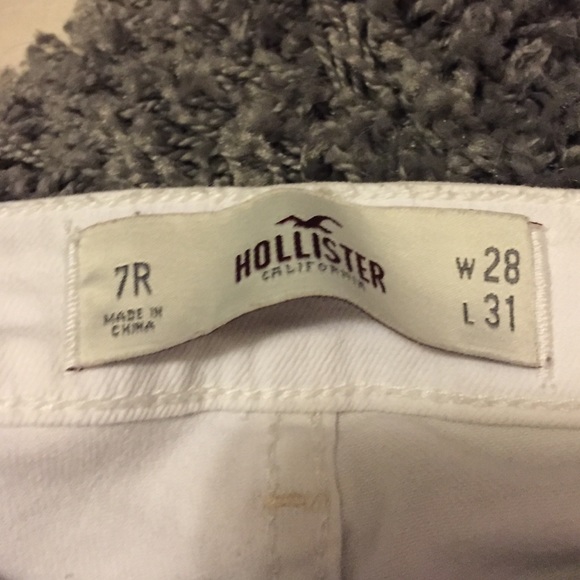 7R
MADE IN
CHINA
HOLLISTER
CALIFORNIA
W 28
L 31